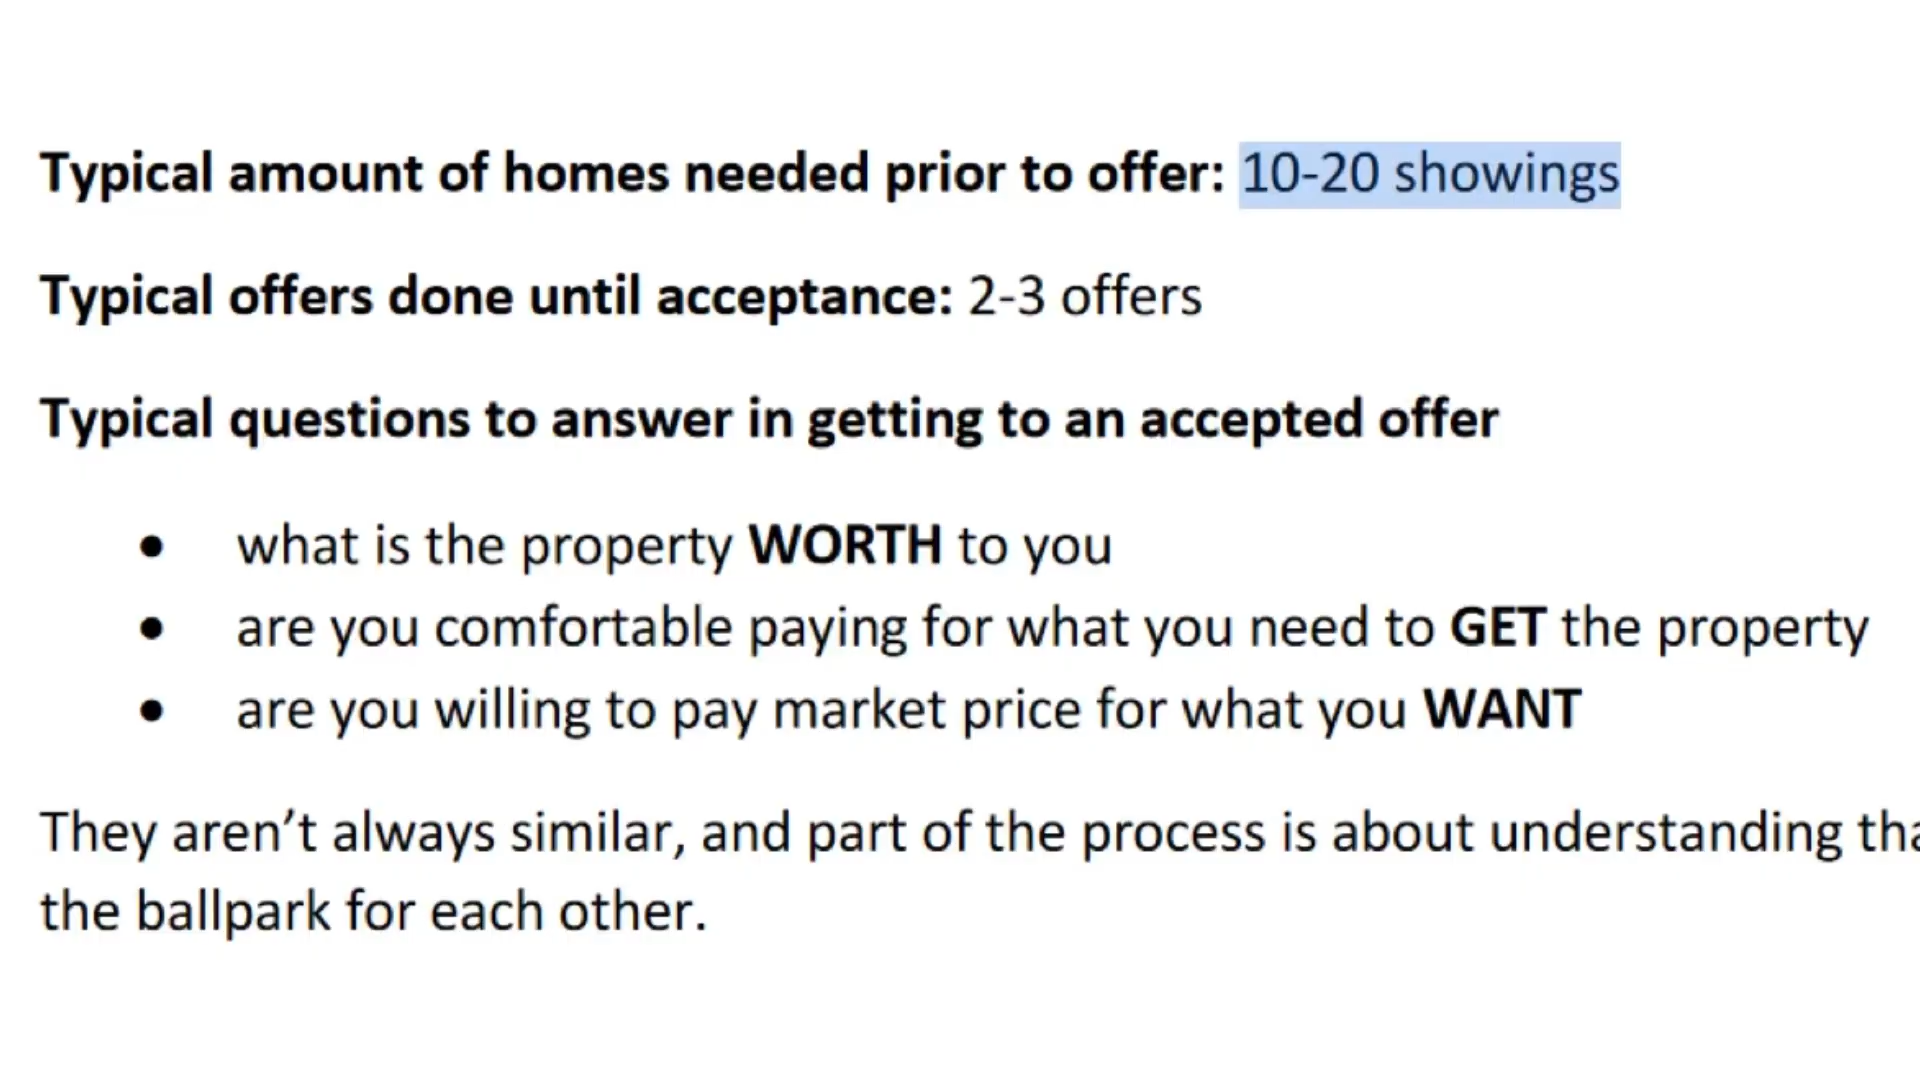 Typical amount of homes needed prior to offer: 10-20 showings
Typical offers done until acceptance: 2-3 offers
Typical questions to answer in getting to an accepted offer
• what is the property WORTH to you
• are you comfortable paying for what you need to GET the property
• are you willing to pay market price for what you WANT
They aren’t always similar, and part of the process is about understanding
the ballpark for each other.